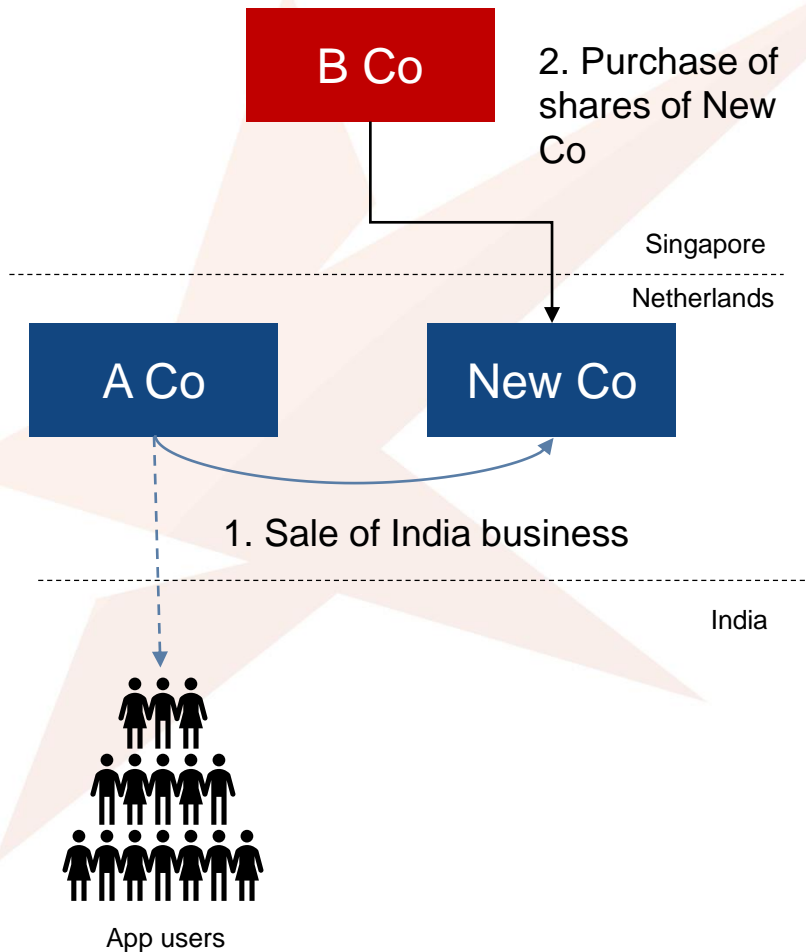 B Co
2. Purchase of
shares of New
Co
Singapore
Netherlands
A Co
New Co
1. Sale of India business
India
App users